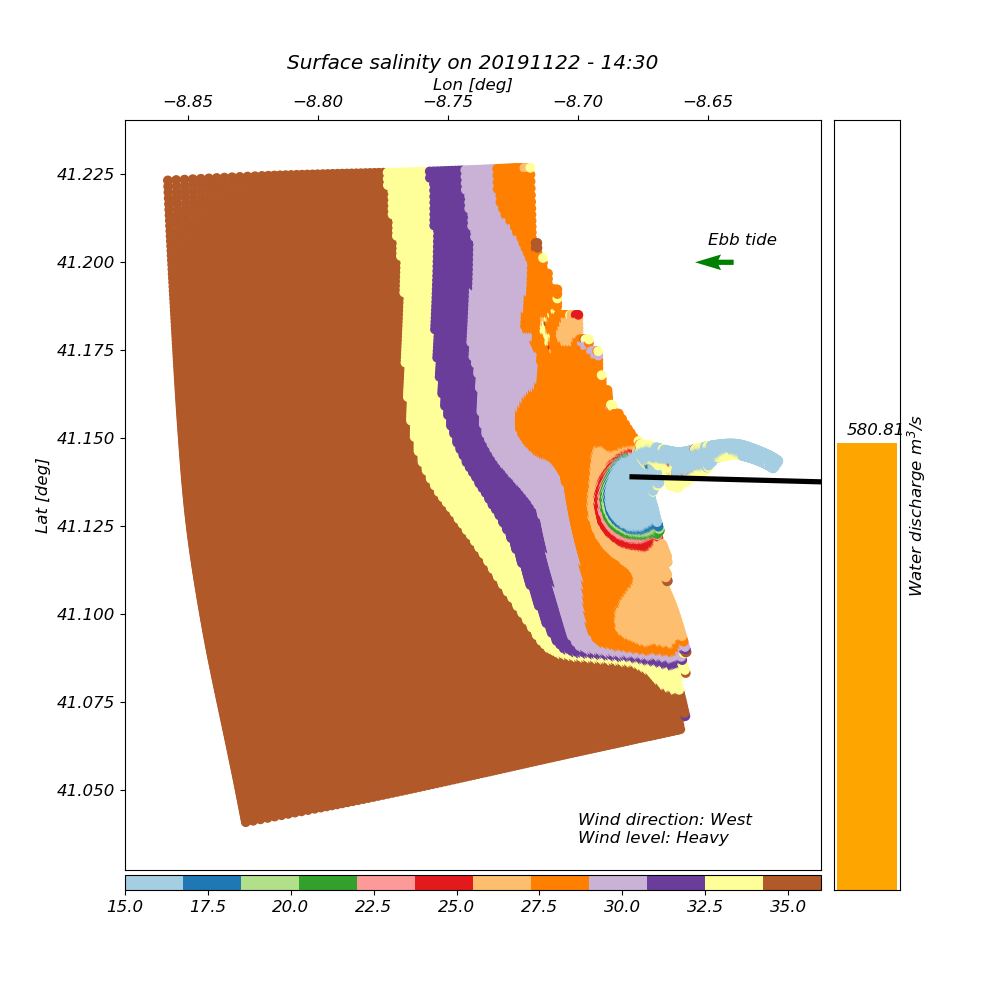 Surface salinity on 20191122 - 14:30
Lon [deg]
−8.85 −8.80 −8.75 −8.70 −8.65
41.225
41.200
41.175
41.150
41.125
41.100
41.075
41.050
Lat [deg]
Ebb tide
Wind direction: West
Wind level: Heavy
580.81
Water discharge m³/s
15.0 17.5 20.0 22.5 25.0 27.5 30.0 32.5 35.0